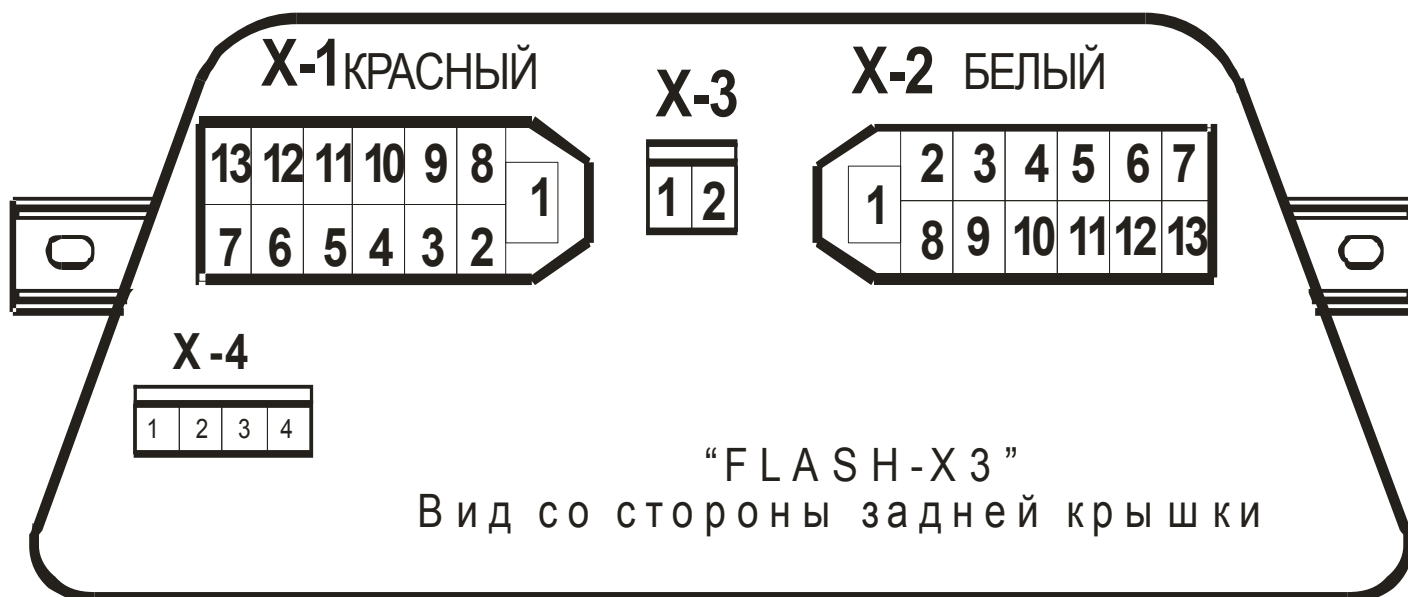 X-1 КРАСНЫЙ
X-3
X-2 БЕЛЫЙ
13 12 11 10 9 8
1
7 6 5 4 3 2
1 2
2 3 4 5 6 7
1
8 9 10 11 12 13
X-4
1 2 3 4
“FLASH-X3”
Вид со стороны задней крышки